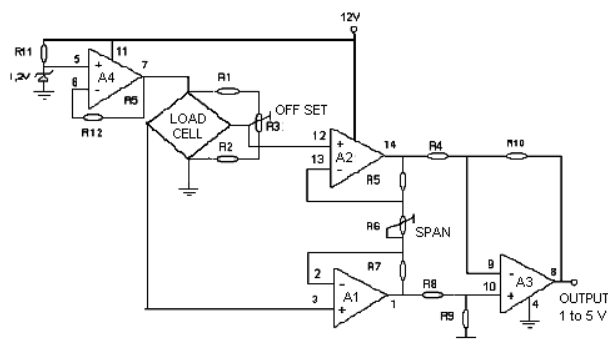 12V
R11
11
5
+
7
A4
1,2V
6
-
R5
R12
R1
OFF SET
LOAD
CELL
R3
R2
12
+
14
A2
13
-
R4
R10
R5
R6
SPAN
R7
2
-
A1
3
+
1
R8
9
-
A3
8
10
+
4
R9
OUTPUT
1 to 5 V